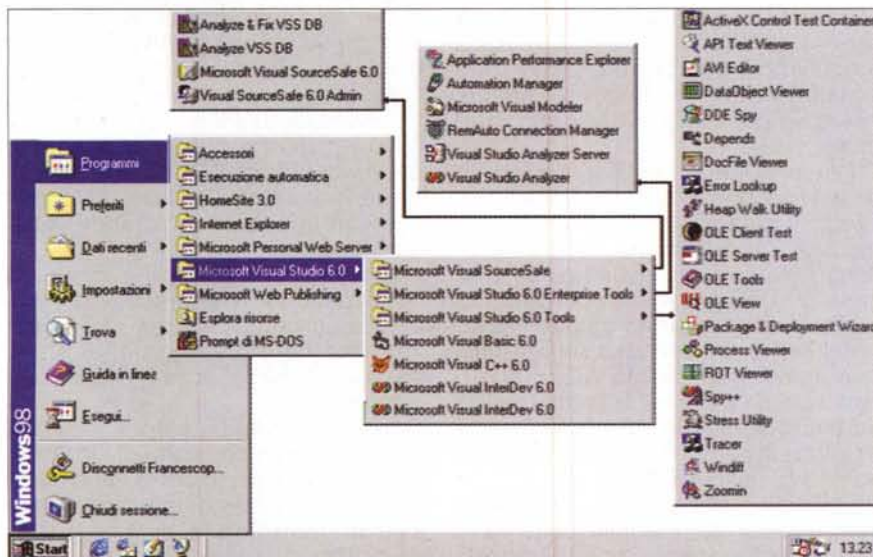 Analyze & Fix VSS DB
Analyze VSS DB
Microsoft Visual SourceSafe 6.0
Visual SourceSafe 6.0 Admin
Application Performance Explorer
Automation Manager
Microsoft Visual Modeler
RemAuto Connection Manager
Visual Studio Analyzer Server
Visual Studio Analyzer
ActiveX Control Test Container
API Text Viewer
AVI Editor
DataObject Viewer
DDE Spy
Depends
DocFile Viewer
Error Lookup
Heap Walk Utility
OLE Client Test
OLE Server Test
OLE Tools
OLE View
Package & Deployment Wizard
Process Viewer
ROT Viewer
Spy++
Stress Utility
Tracer
Windiff
Zoomin
Programmi
Preferiti
Dati recenti
Impostazioni
Trova
Guida in linea
Esegui...
Disconnetti Francescop...
Chiudi sessione...
Windows98
Accessori
Esecuzione automatica
HomeSite 3.0
Internet Explorer
Microsoft Personal Web Server
Microsoft Visual Studio 6.0
Microsoft Web Publishing
Esplora risorse
Prompt di MS-DOS
Microsoft Visual SourceSafe
Microsoft Visual Studio 6.0 Enterprise Tools
Microsoft Visual Studio 6.0 Tools
Microsoft Visual Basic 6.0
Microsoft Visual C++ 6.0
Microsoft Visual InterDev 6.0
Microsoft Visual InterDev 6.0
Start
13.23